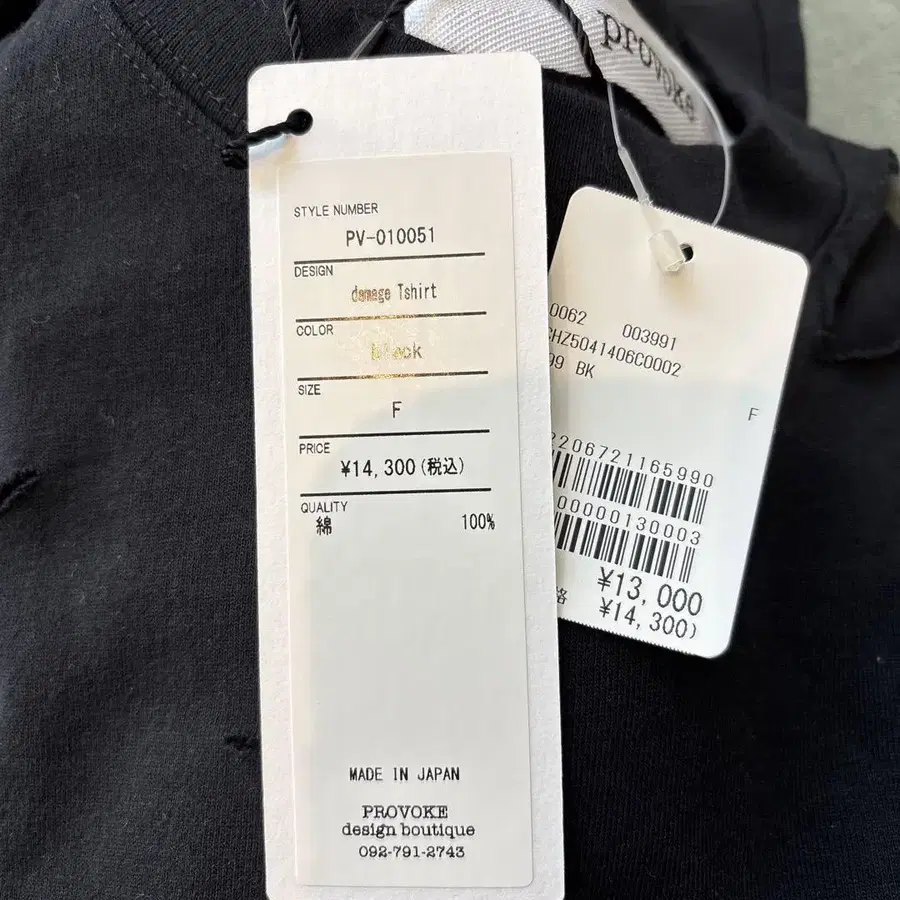 provoke
STYLE NUMBER
PV-010051
DESIGN
damage Tshirt
COLOR
black
SIZE
F
PRICE
¥14,300(税込)
QUALITY
綿 100%
MADE IN JAPAN
PROVOKE
design boutique
092-791-2743
0062 003991
HZ5041406C0002
99 BK
F
2206721165990
00000130003
¥13,000
格 ¥14,300)